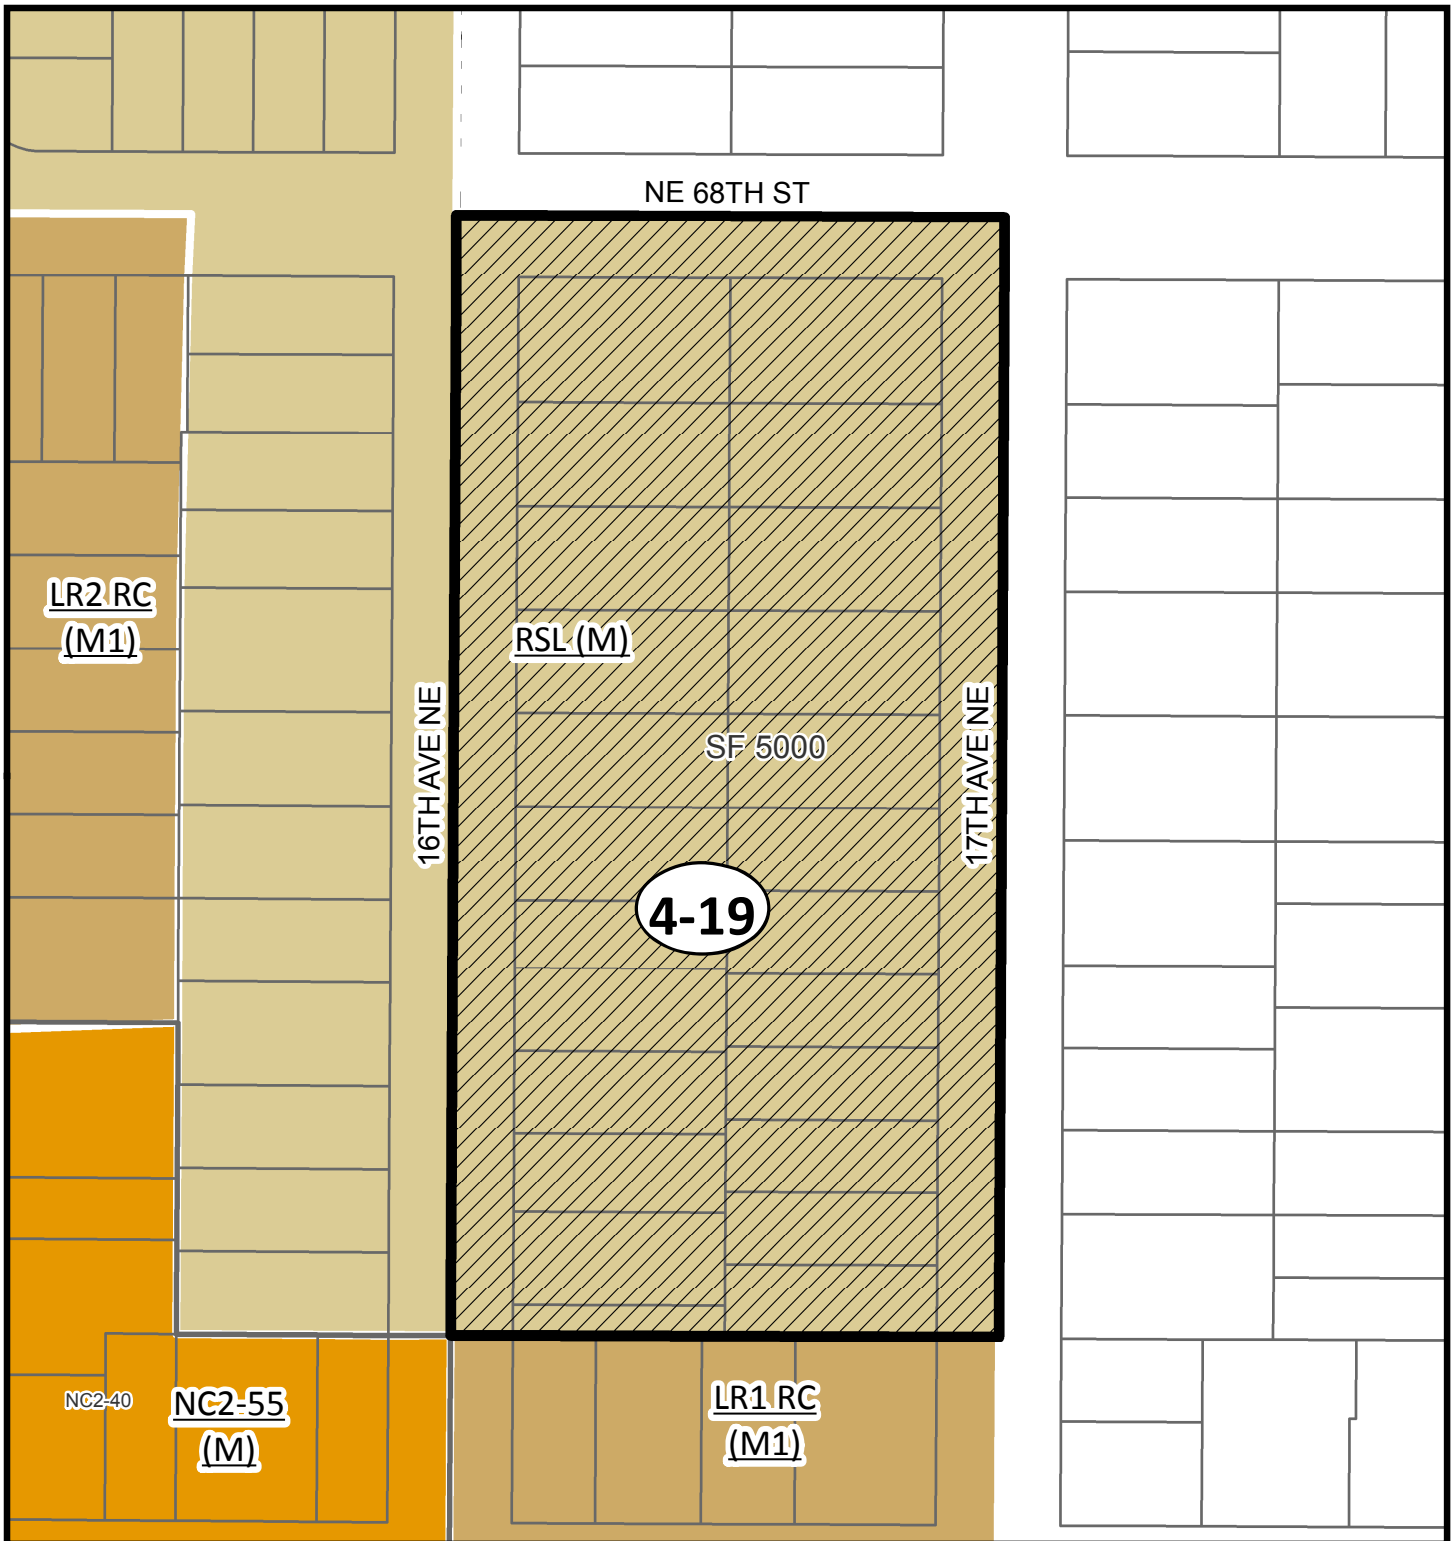 NE 68TH ST
LR2 RC
(M1)
RSL (M)
16TH AVE NE
17TH AVE NE
SF 5000
4-19
NC2-40
NC2-55
(M)
LR1 RC
(M1)